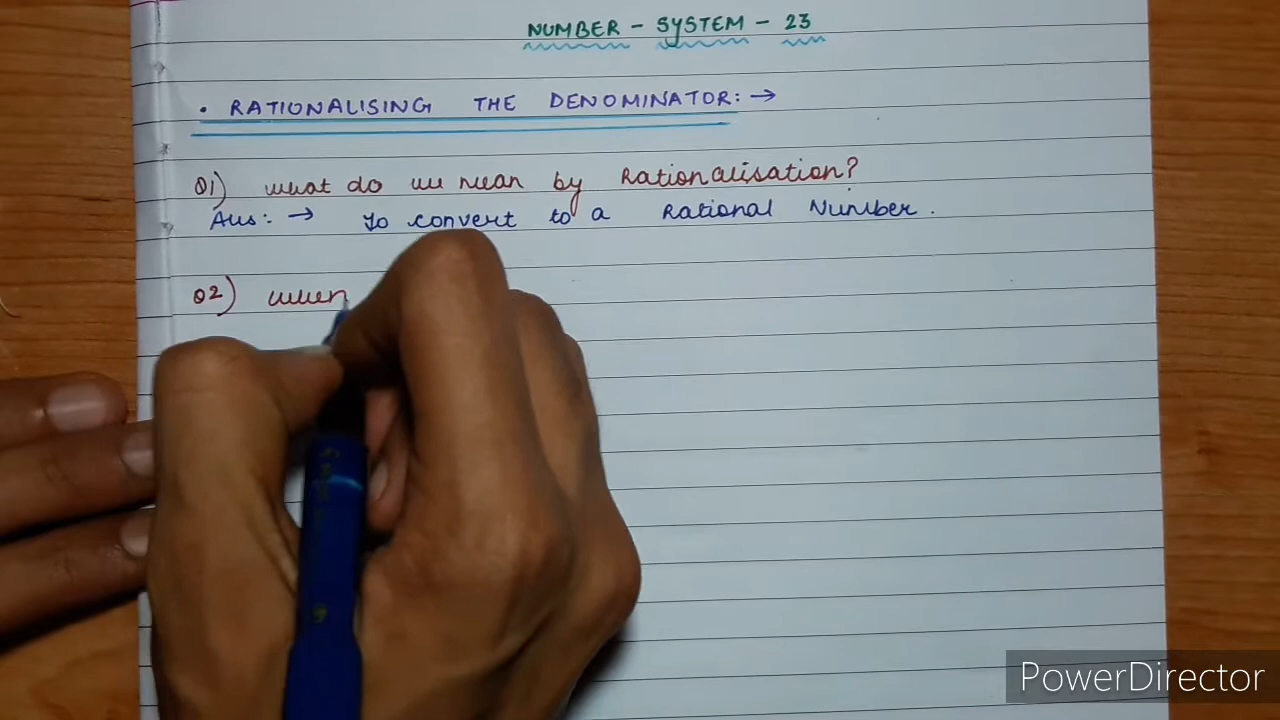 NUMBER - SYSTEM - 23
• RATIONALISING THE DENOMINATOR: →
Q1) What do we mean by Rationalisation?
Ans: → To convert to a Rational Number.
Q2) When
PowerDirector